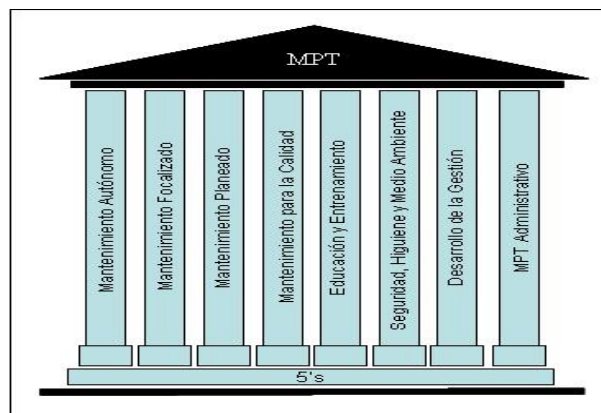 MPT
Mantenimiento Autónomo
Mantenimiento Focalizado
Mantenimiento Planeado
Mantenimiento para la Calidad
Educación y Entrenamiento
Seguridad, Higuiene y Medio Ambiente
Desarrollo de la Gestión
MPT Administrativo
5's